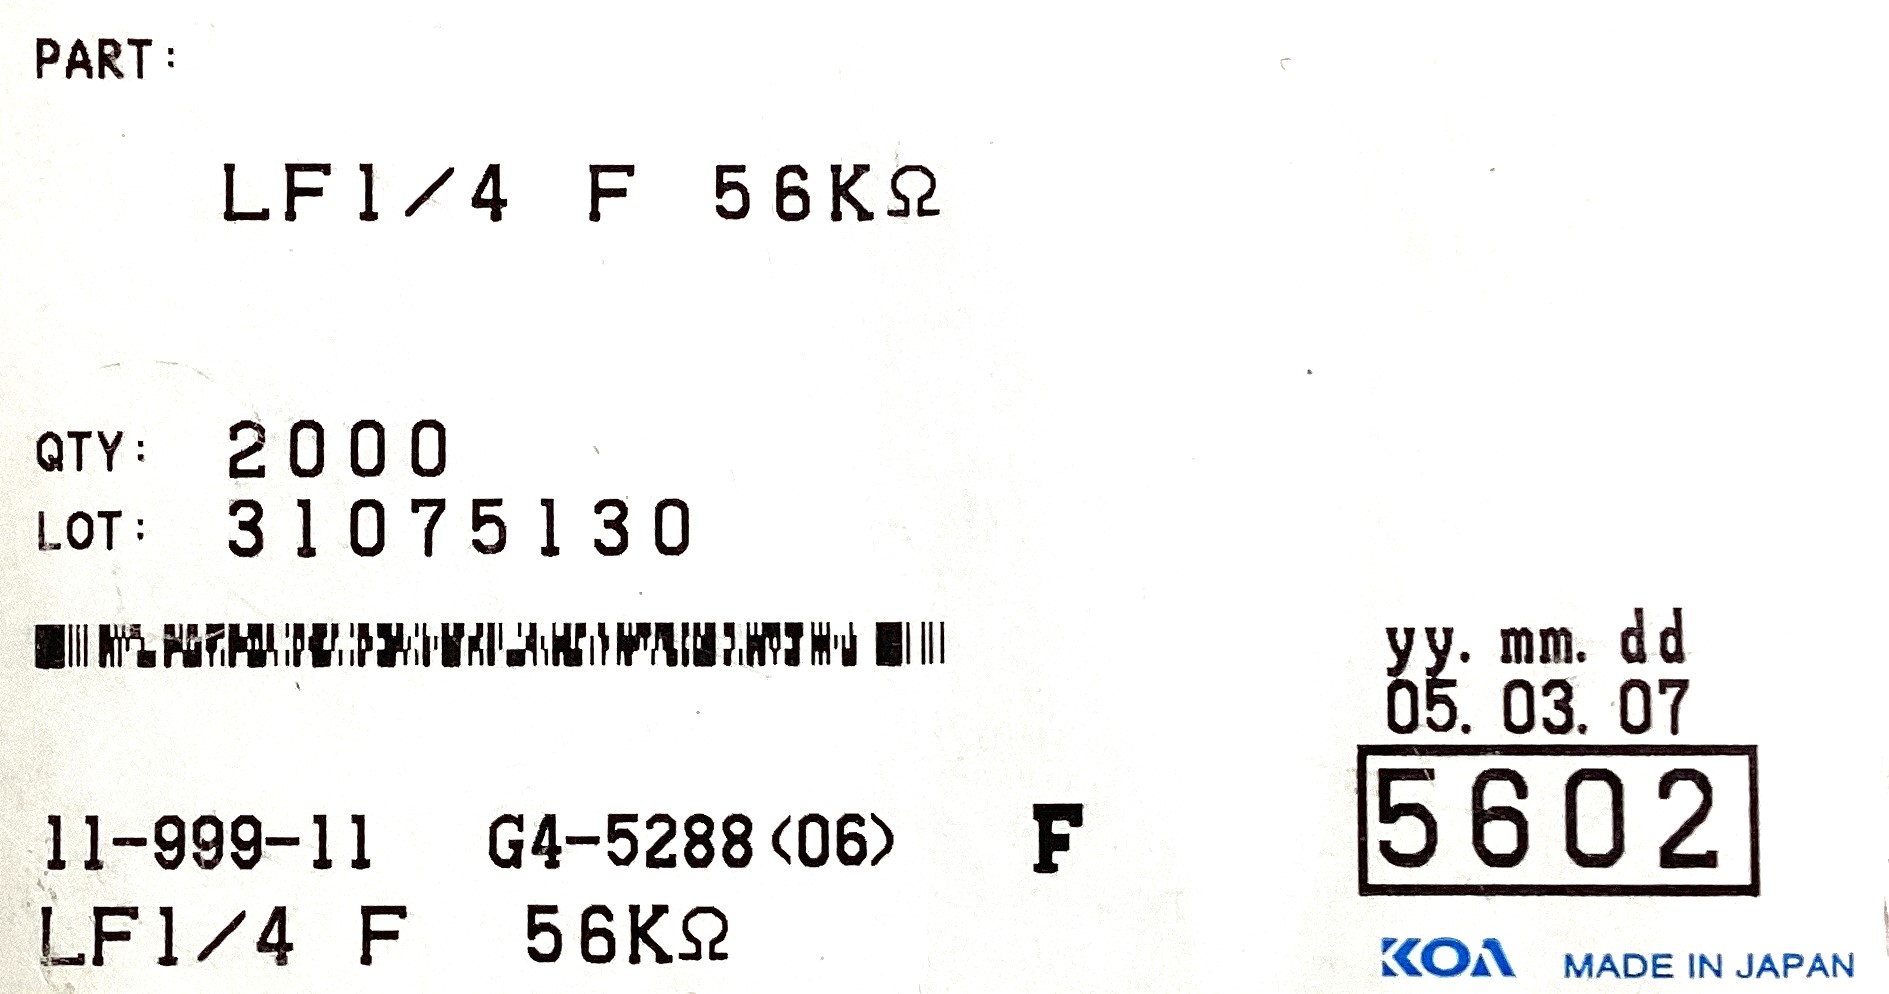 PART:
LF1/4 F 56KΩ
QTY: 2000
LOT: 31075130
yy. mm. dd
05. 03. 07
5602
11-999-11 G4-5288(06) F
LF1/4 F 56KΩ
KOA MADE IN JAPAN